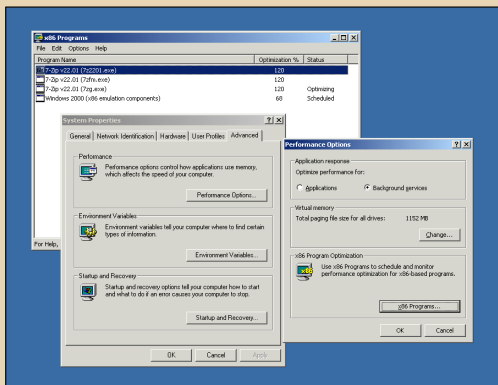 x86 Programs
File Edit Options Help
Program Name Optimization % Status
7-Zip v22.01 (7z2201.exe) 120
7-Zip v22.01 (7zfm.exe) 120
7-Zip v22.01 (7zg.exe) 120 Optimizing
Windows 2000 (x86 emulation components) 68 Scheduled
For Help,
System Properties
General Network Identification Hardware User Profiles Advanced
Performance
Performance options control how applications use memory,
which affects the speed of your computer.
Performance Options...
Environment Variables
Environment variables tell your computer where to find certain
types of information.
Environment Variables...
Startup and Recovery
Startup and recovery options tell your computer how to start
and what to do if an error causes your computer to stop.
Startup and Recovery...
OK Cancel Apply
Performance Options
Application response
Optimize performance for:
Applications Background services
Virtual memory
Total paging file size for all drives: 1152 MB
Change...
x86 Program Optimization
Use x86 Programs to schedule and monitor
performance optimization for x86-based programs.
x86 Programs...
OK Cancel